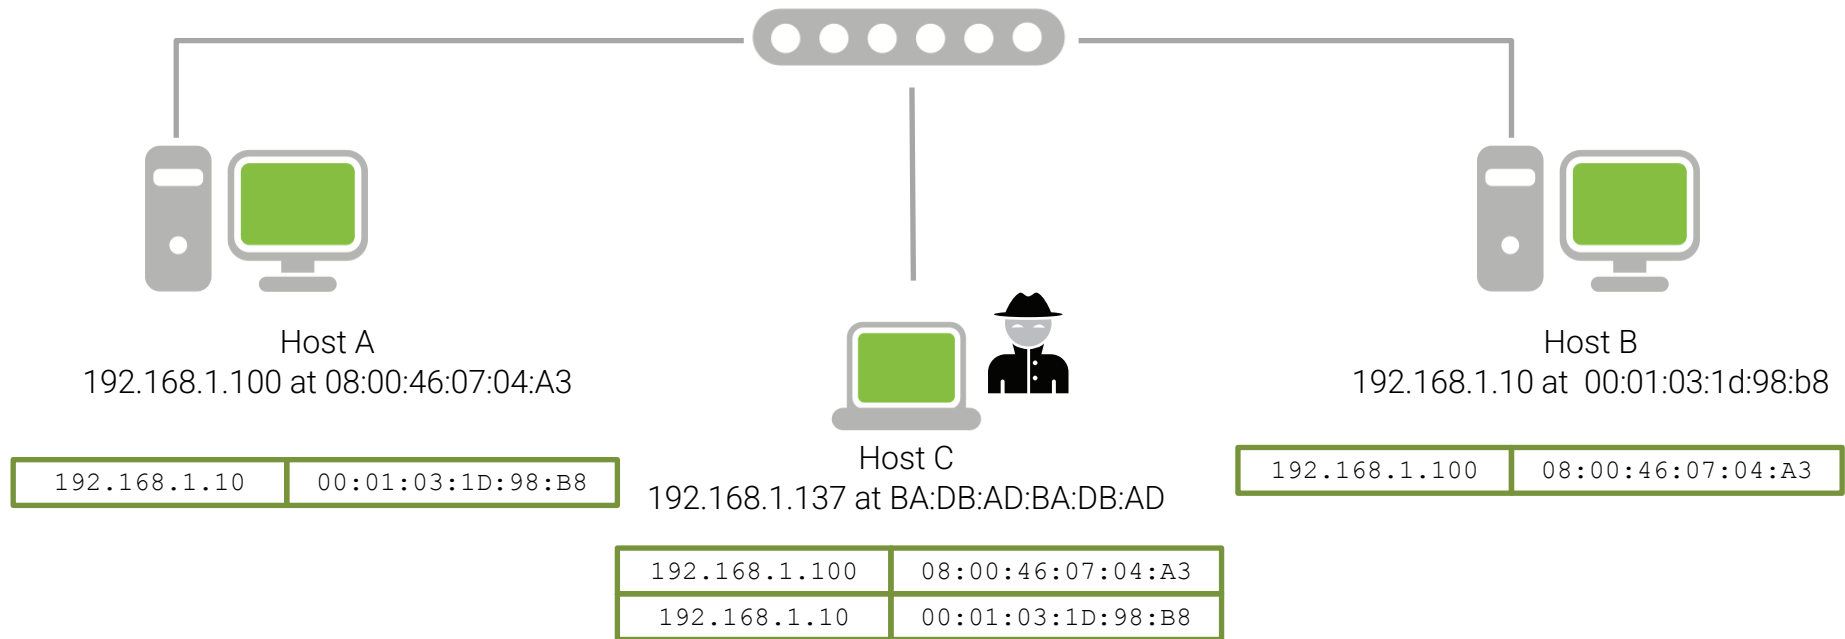 Host A
192.168.1.100 at 08:00:46:07:04:A3
192.168.1.10 00:01:03:1D:98:B8
Host C
192.168.1.137 at BA:DB:AD:BA:DB:AD
192.168.1.100 08:00:46:07:04:A3
192.168.1.10 00:01:03:1D:98:B8
Host B
192.168.1.10 at 00:01:03:1d:98:b8
192.168.1.100 08:00:46:07:04:A3